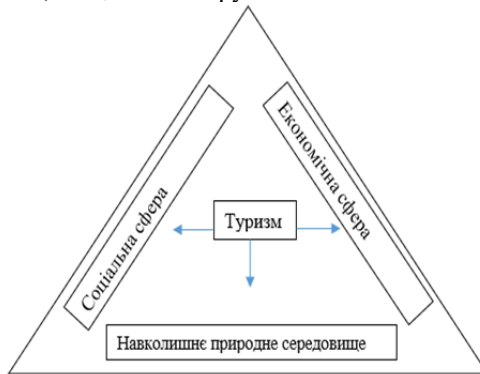 Соціальна сфера
Економічна сфера
Туризм
Навколишнє природне середовище